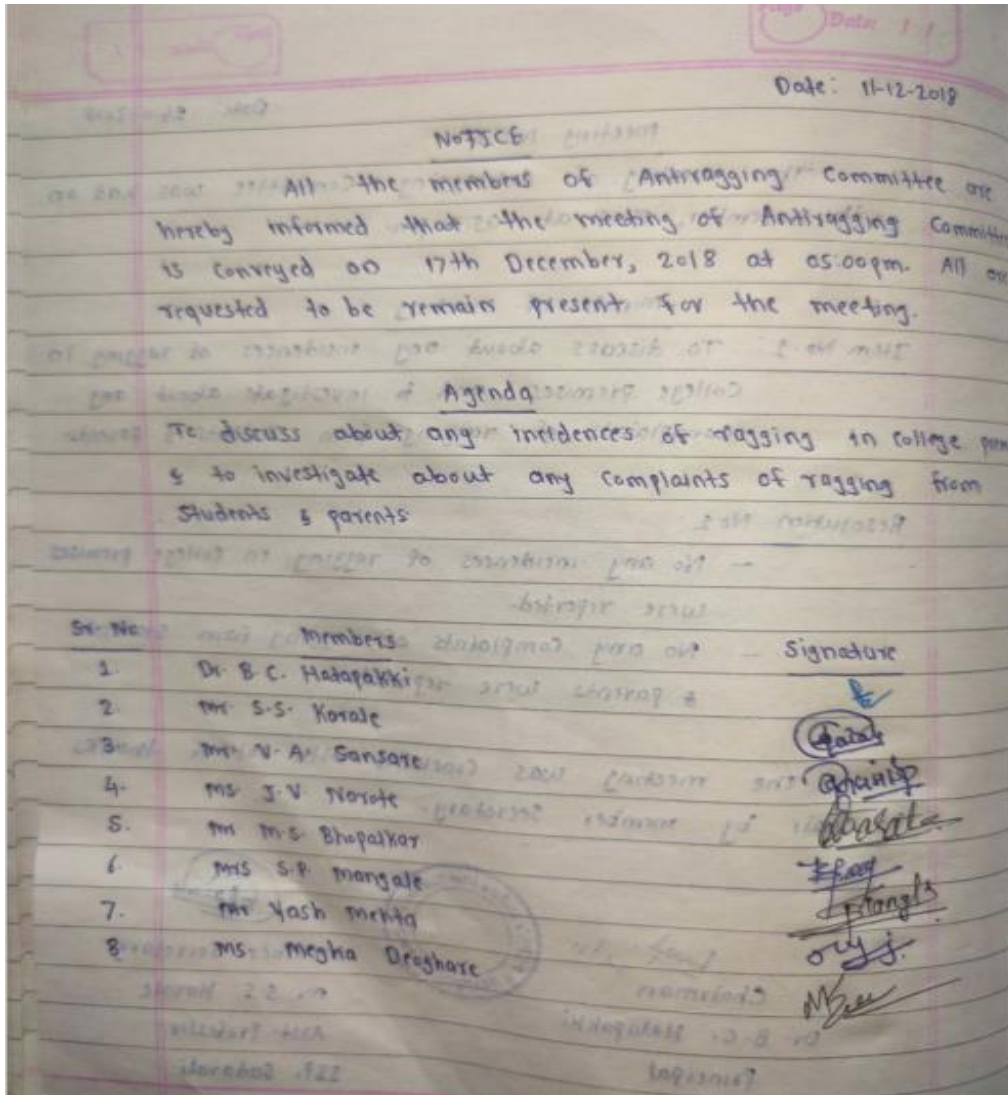 Date: 11-12-2018
NOTICE
All the members of Antiragging Committee are
hereby informed that the meeting of Antiragging Committ
is conveyed on 17th December, 2018 at 05:00pm. All are
requested to be remain present for the meeting.
Agenda
To discuss about any incidences of ragging in college prem
& to investigate about any complaints of ragging from
Students & parents
Sr. No Members Signature
1. Dr. B.C. Hatapakki
2. Mr. S.S. Korale
3. Mr. V.A. Sansare
4. Ms. J.V. Narote
5. Mr M.S. Bhopalkar
6. Mrs S.P. Mangale
7. Mr Yash Mehta
8 Ms. Megha Deoghare